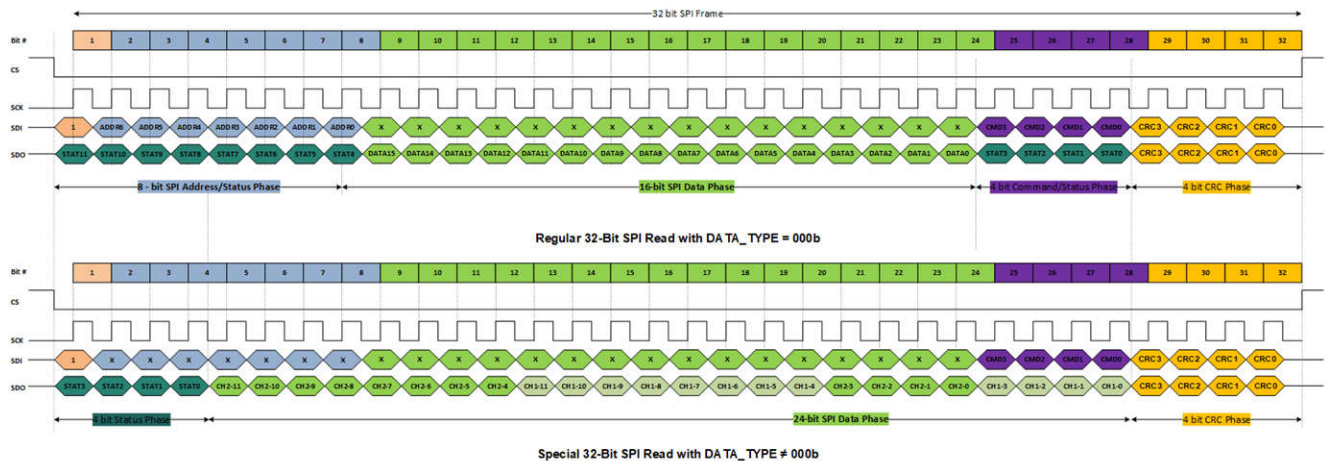 32 bit SPI Frame
Bit # 1 2 3 4 5 6 7 8 9 10 11 12 13 14 15 16 17 18 19 20 21 22 23 24 25 26 27 28 29 30 31 32
CS
SCK
SDI 1 ADDR6 ADDR5 ADDR4 ADDR3 ADDR2 ADDR1 ADDR0 X X X X X X X X X X X X X X X X CMD3 CMD2 CMD1 CMD0 CRC3 CRC2 CRC1 CRC0
SDO STAT11 STAT10 STAT9 STAT8 STAT7 STAT6 STAT5 STAT4 DATA15 DATA14 DATA13 DATA12 DATA11 DATA10 DATA9 DATA8 DATA7 DATA6 DATA5 DATA4 DATA3 DATA2 DATA1 DATA0 STAT3 STAT2 STAT1 STAT0 CRC3 CRC2 CRC1 CRC0
8 - bit SPI Address/Status Phase 16-bit SPI Data Phase 4 bit Command/Status Phase 4 bit CRC Phase
Regular 32-Bit SPI Read with DATA_TYPE = 000b
Bit # 1 2 3 4 5 6 7 8 9 10 11 12 13 14 15 16 17 18 19 20 21 22 23 24 25 26 27 28 29 30 31 32
CS
SCK
SDI 1 X X X X X X X X X X X X X X X X X X X X X X X CMD3 CMD2 CMD1 CMD0 CRC3 CRC2 CRC1 CRC0
SDO STAT3 STAT2 STAT1 STAT0 CH2-11 CH2-10 CH2-9 CH2-8 CH2-7 CH2-6 CH2-5 CH2-4 CH1-11 CH1-10 CH1-9 CH1-8 CH1-7 CH1-6 CH1-5 CH1-4 CH2-3 CH2-2 CH2-1 CH2-0 CH1-3 CH1-2 CH1-1 CH1-0 CRC3 CRC2 CRC1 CRC0
4 bit Status Phase 24-bit SPI Data Phase 4 bit CRC Phase
Special 32-Bit SPI Read with DATA_TYPE ≠ 000b